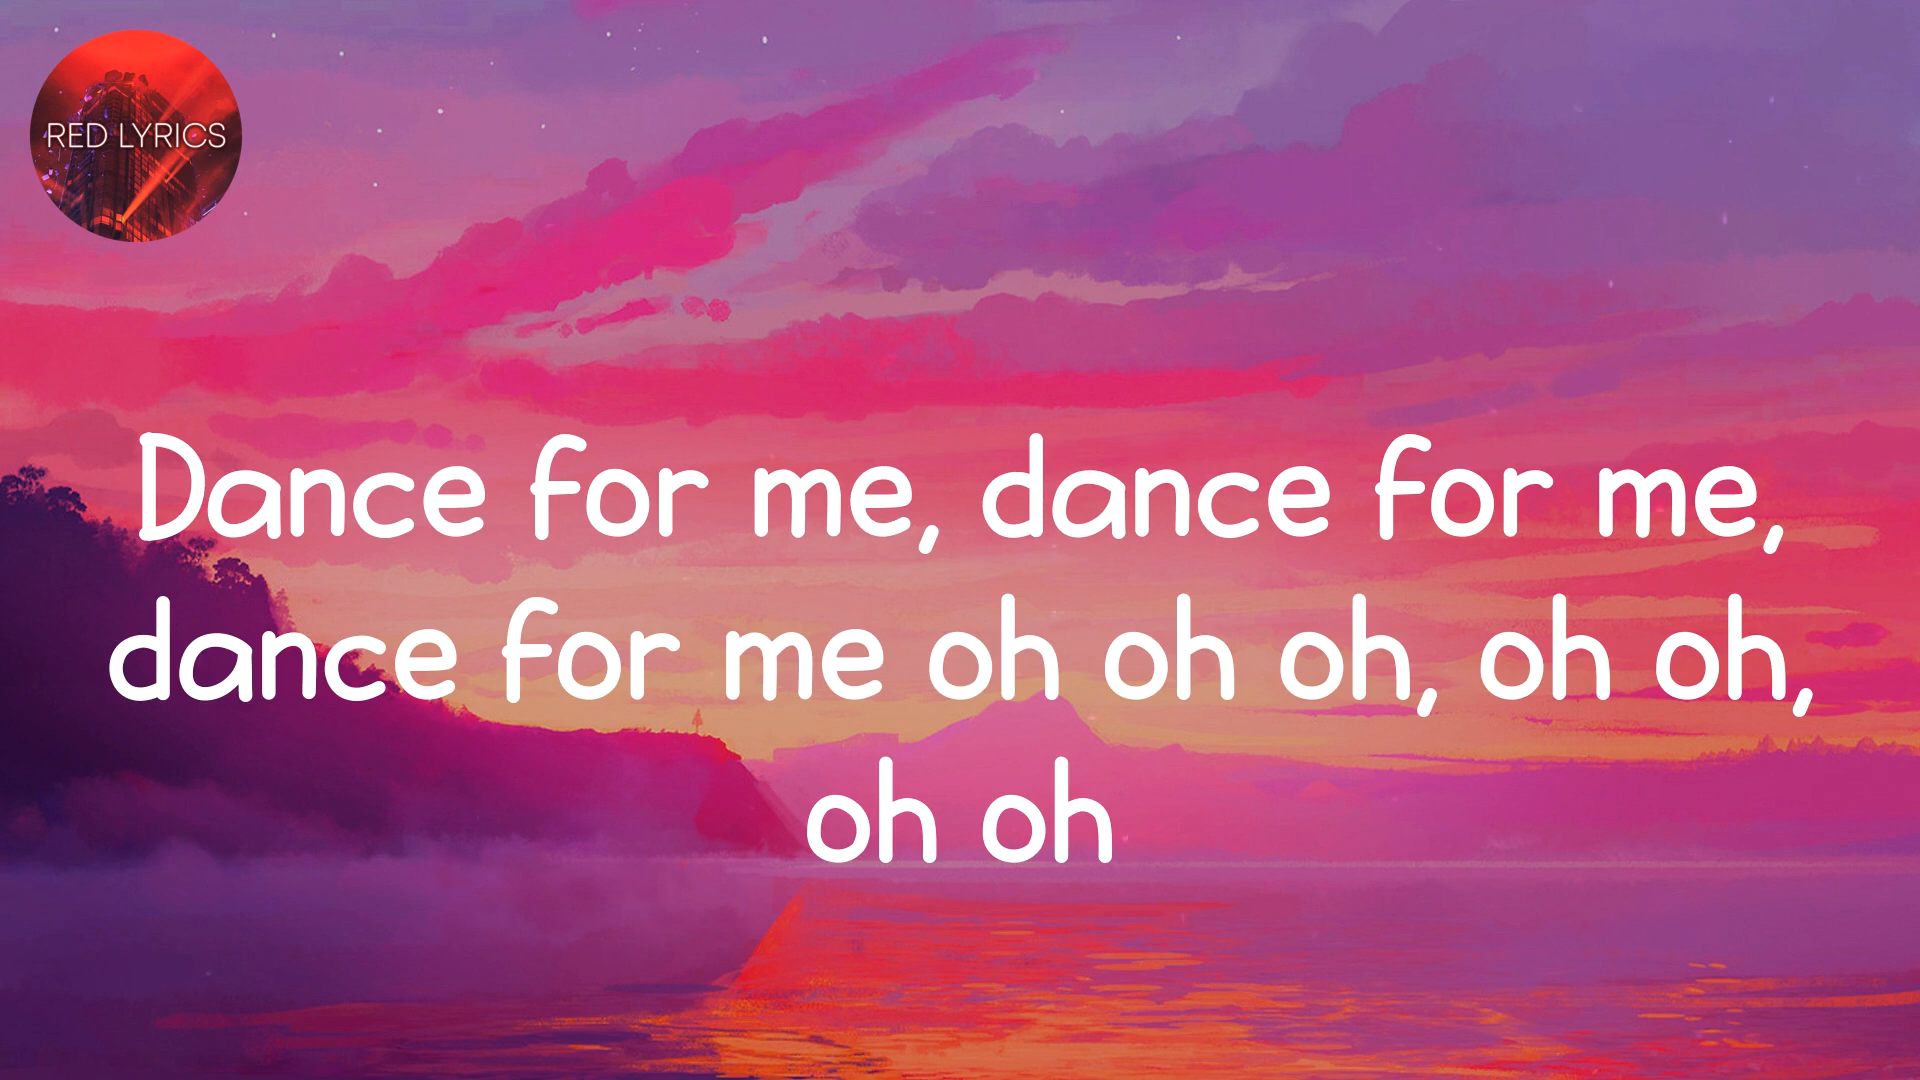 RED LYRICS
Dance for me, dance for me,
dance for me oh oh oh, oh oh,
oh oh